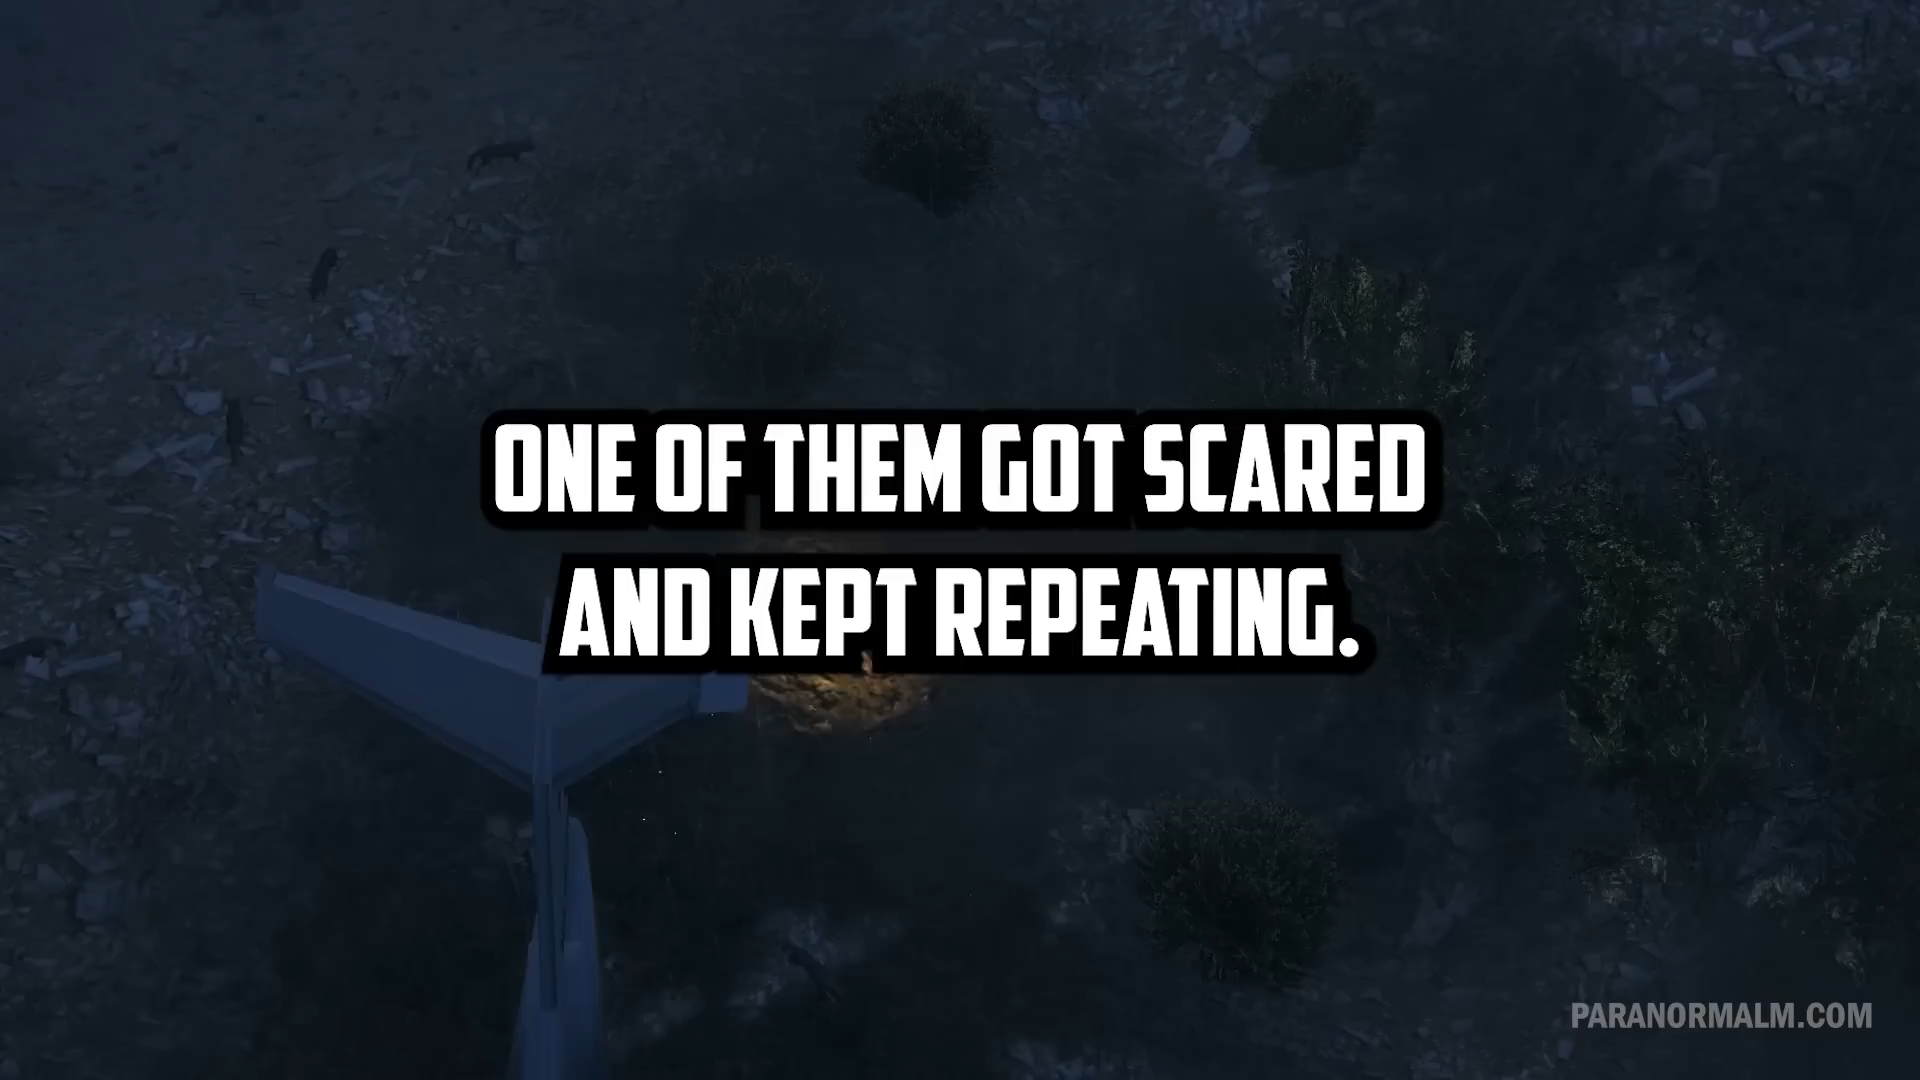 ONE OF THEM GOT SCARED
AND KEPT REPEATING.
PARANORMALM.COM